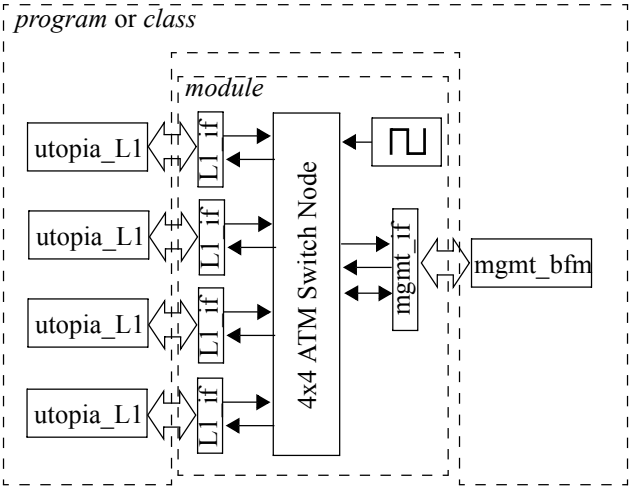 program or class
module
utopia_L1
L1_if
utopia_L1
L1_if
utopia_L1
L1_if
utopia_L1
L1_if
4x4 ATM Switch Node
mgmt_if
mgmt_bfm